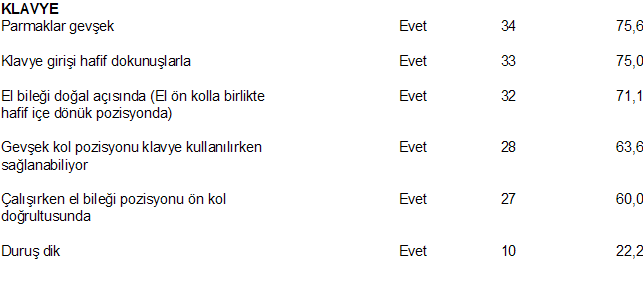 KLAVYE
Parmaklar gevşek Evet 34 75,6
Klavye girişi hafif dokunuşlarla Evet 33 75,0
El bileği doğal açısında (El ön kolla birlikte Evet 32 71,1
hafif içe dönük pozisyonda)
Gevşek kol pozisyonu klavye kullanılırken Evet 28 63,6
sağlanabiliyor
Çalışırken el bileği pozisyonu ön kol Evet 27 60,0
doğrultusunda
Duruş dik Evet 10 22,2